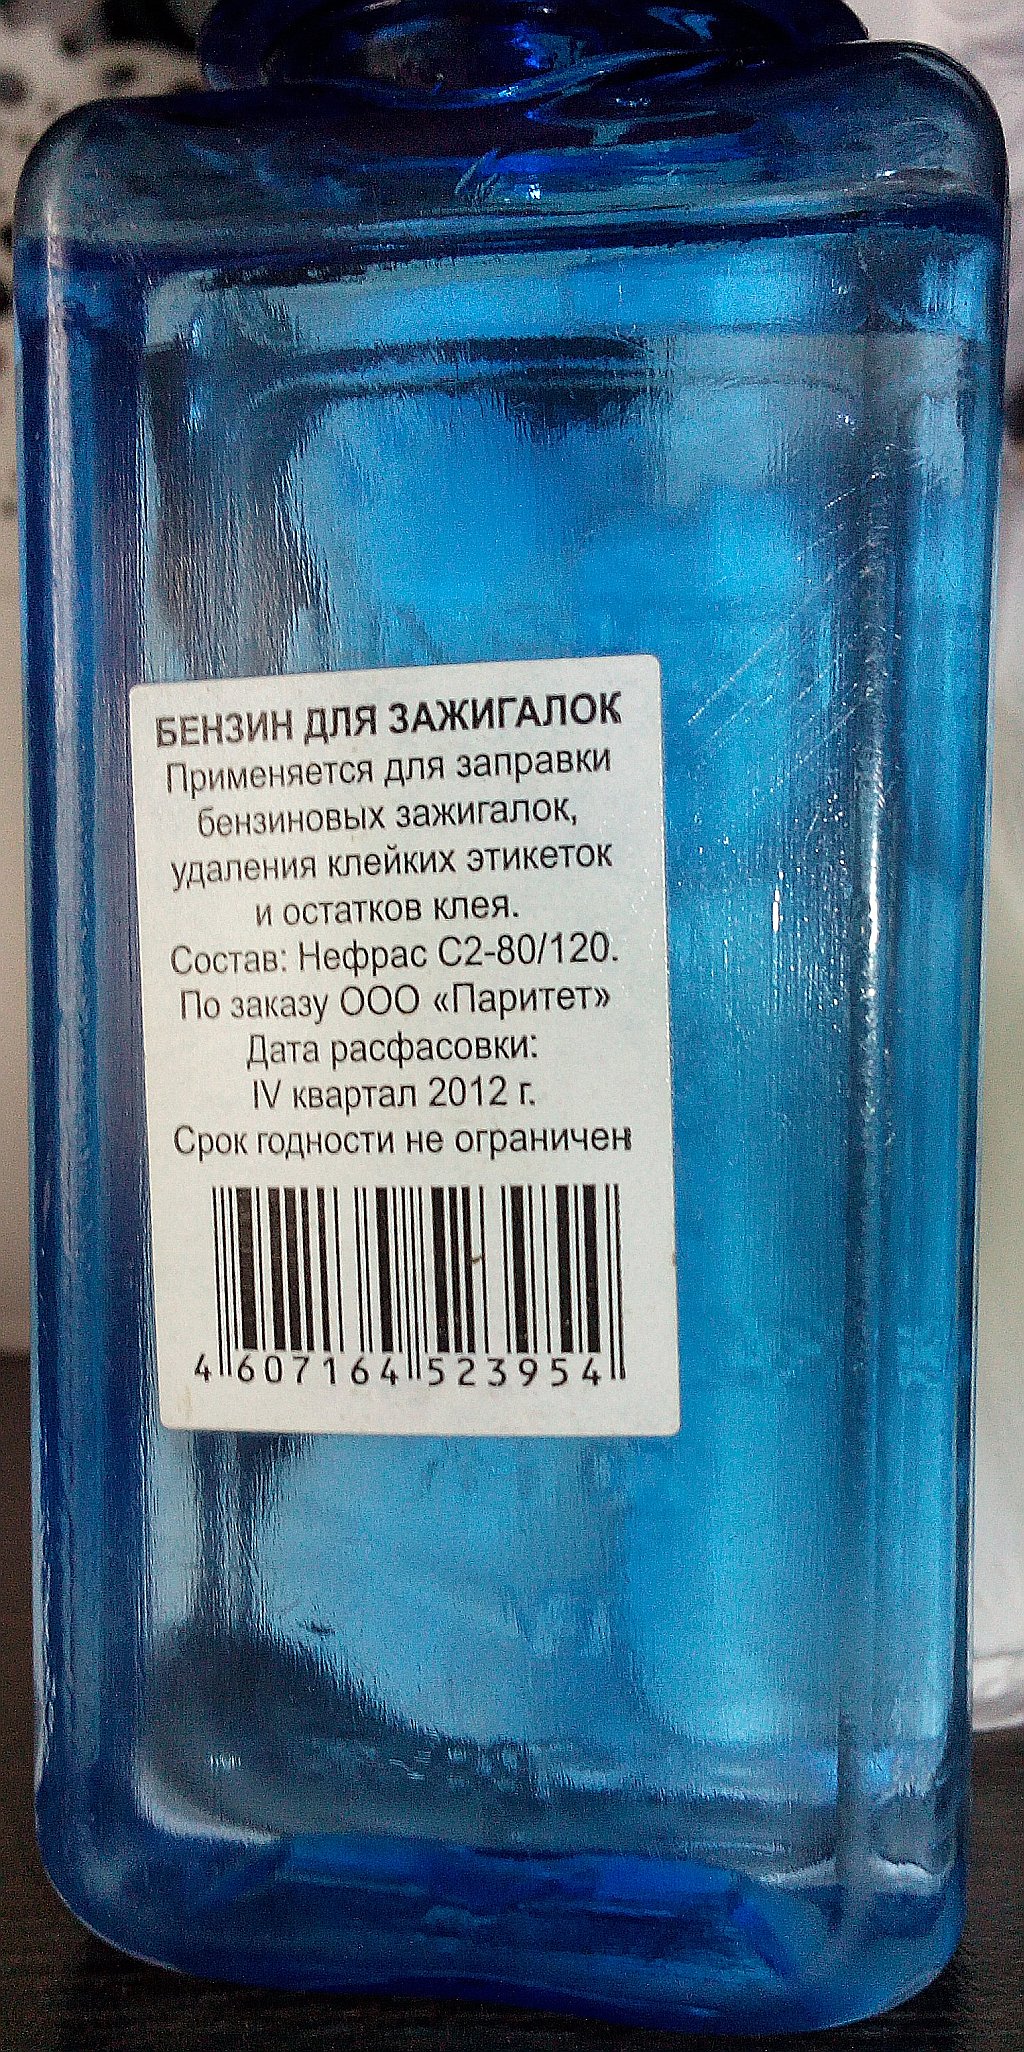 БЕНЗИН ДЛЯ ЗАЖИГАЛОК
Применяется для заправки
бензиновых зажигалок,
удаления клейких этикеток
и остатков клея.
Состав: Нефрас С2-80/120.
По заказу ООО «Паритет»
Дата расфасовки:
IV квартал 2012 г.
Срок годности не ограничен
4 607164 523954